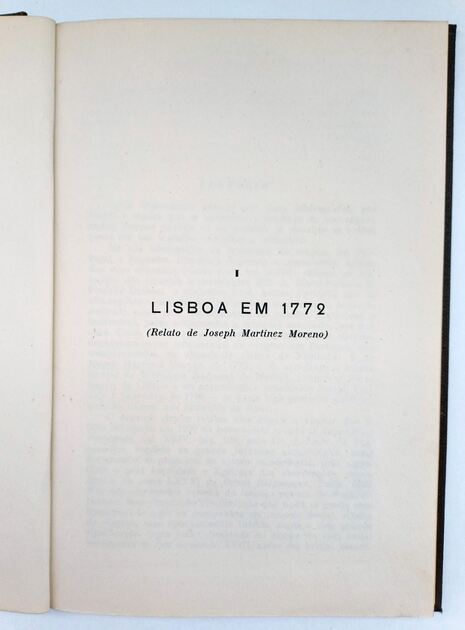 I
LISBOA EM 1772
(Relato de Joseph Martinez Moreno)